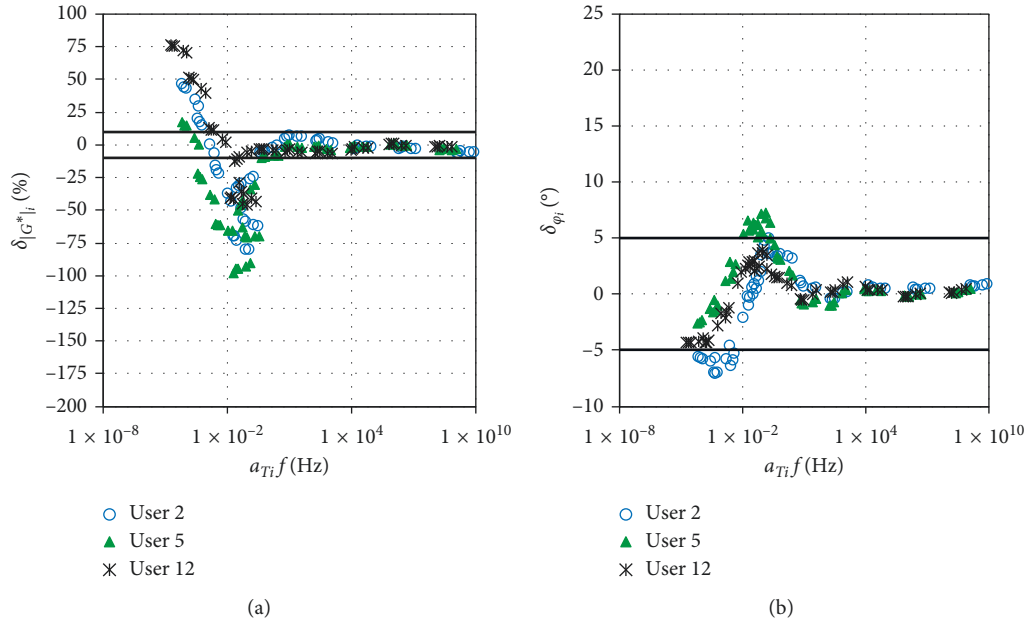 100
75
50
25
0
−25
−50
−75
−100
−125
−150
−175
−200
δ|G*|i (%)
1 × 10−8 1 × 10−2 1 × 104 1 × 1010
aTi f (Hz)
User 2
User 5
User 12
(a)
25
20
15
10
5
0
−5
−10
δφi (°)
1 × 10−8 1 × 10−2 1 × 104 1 × 1010
aTi f (Hz)
User 2
User 5
User 12
(b)